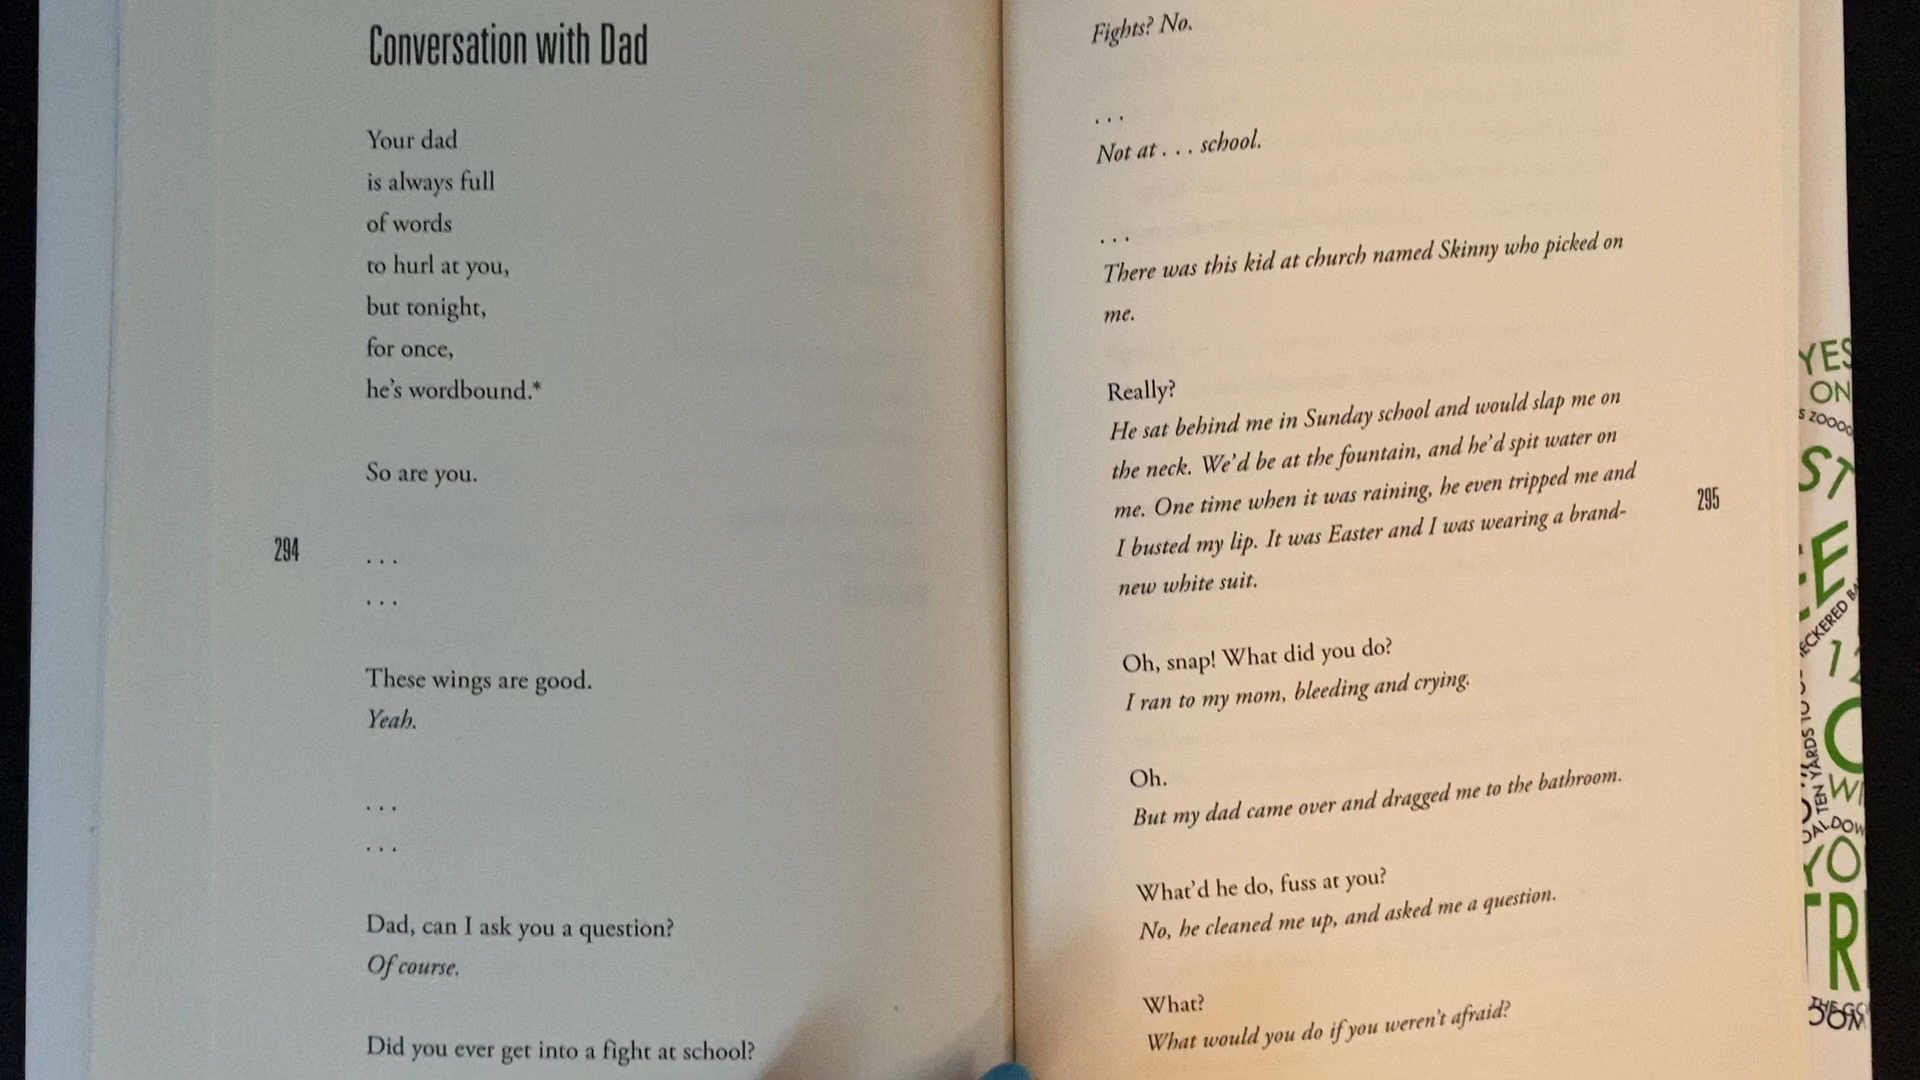 Conversation with Dad
Your dad
is always full
of words
to hurl at you,
but tonight,
for once,
he's wordbound.*
So are you.
. . .
. . .
These wings are good.
Yeah.
. . .
. . .
Dad, can I ask you a question?
Of course.
Did you ever get into a fight at school?
294
Fights? No.
. . .
Not at . . . school.
. . .
There was this kid at church named Skinny who picked on
me.
Really?
He sat behind me in Sunday school and would slap me on
the neck. We'd be at the fountain, and he'd spit water on
me. One time when it was raining, he even tripped me and
I busted my lip. It was Easter and I was wearing a brand-
new white suit.
Oh, snap! What did you do?
I ran to my mom, bleeding and crying.
Oh.
But my dad came over and dragged me to the bathroom.
What'd he do, fuss at you?
No, he cleaned me up, and asked me a question.
What?
What would you do if you weren't afraid?
295
YES
ON
ST
TEN YARDS TO
YO
TR